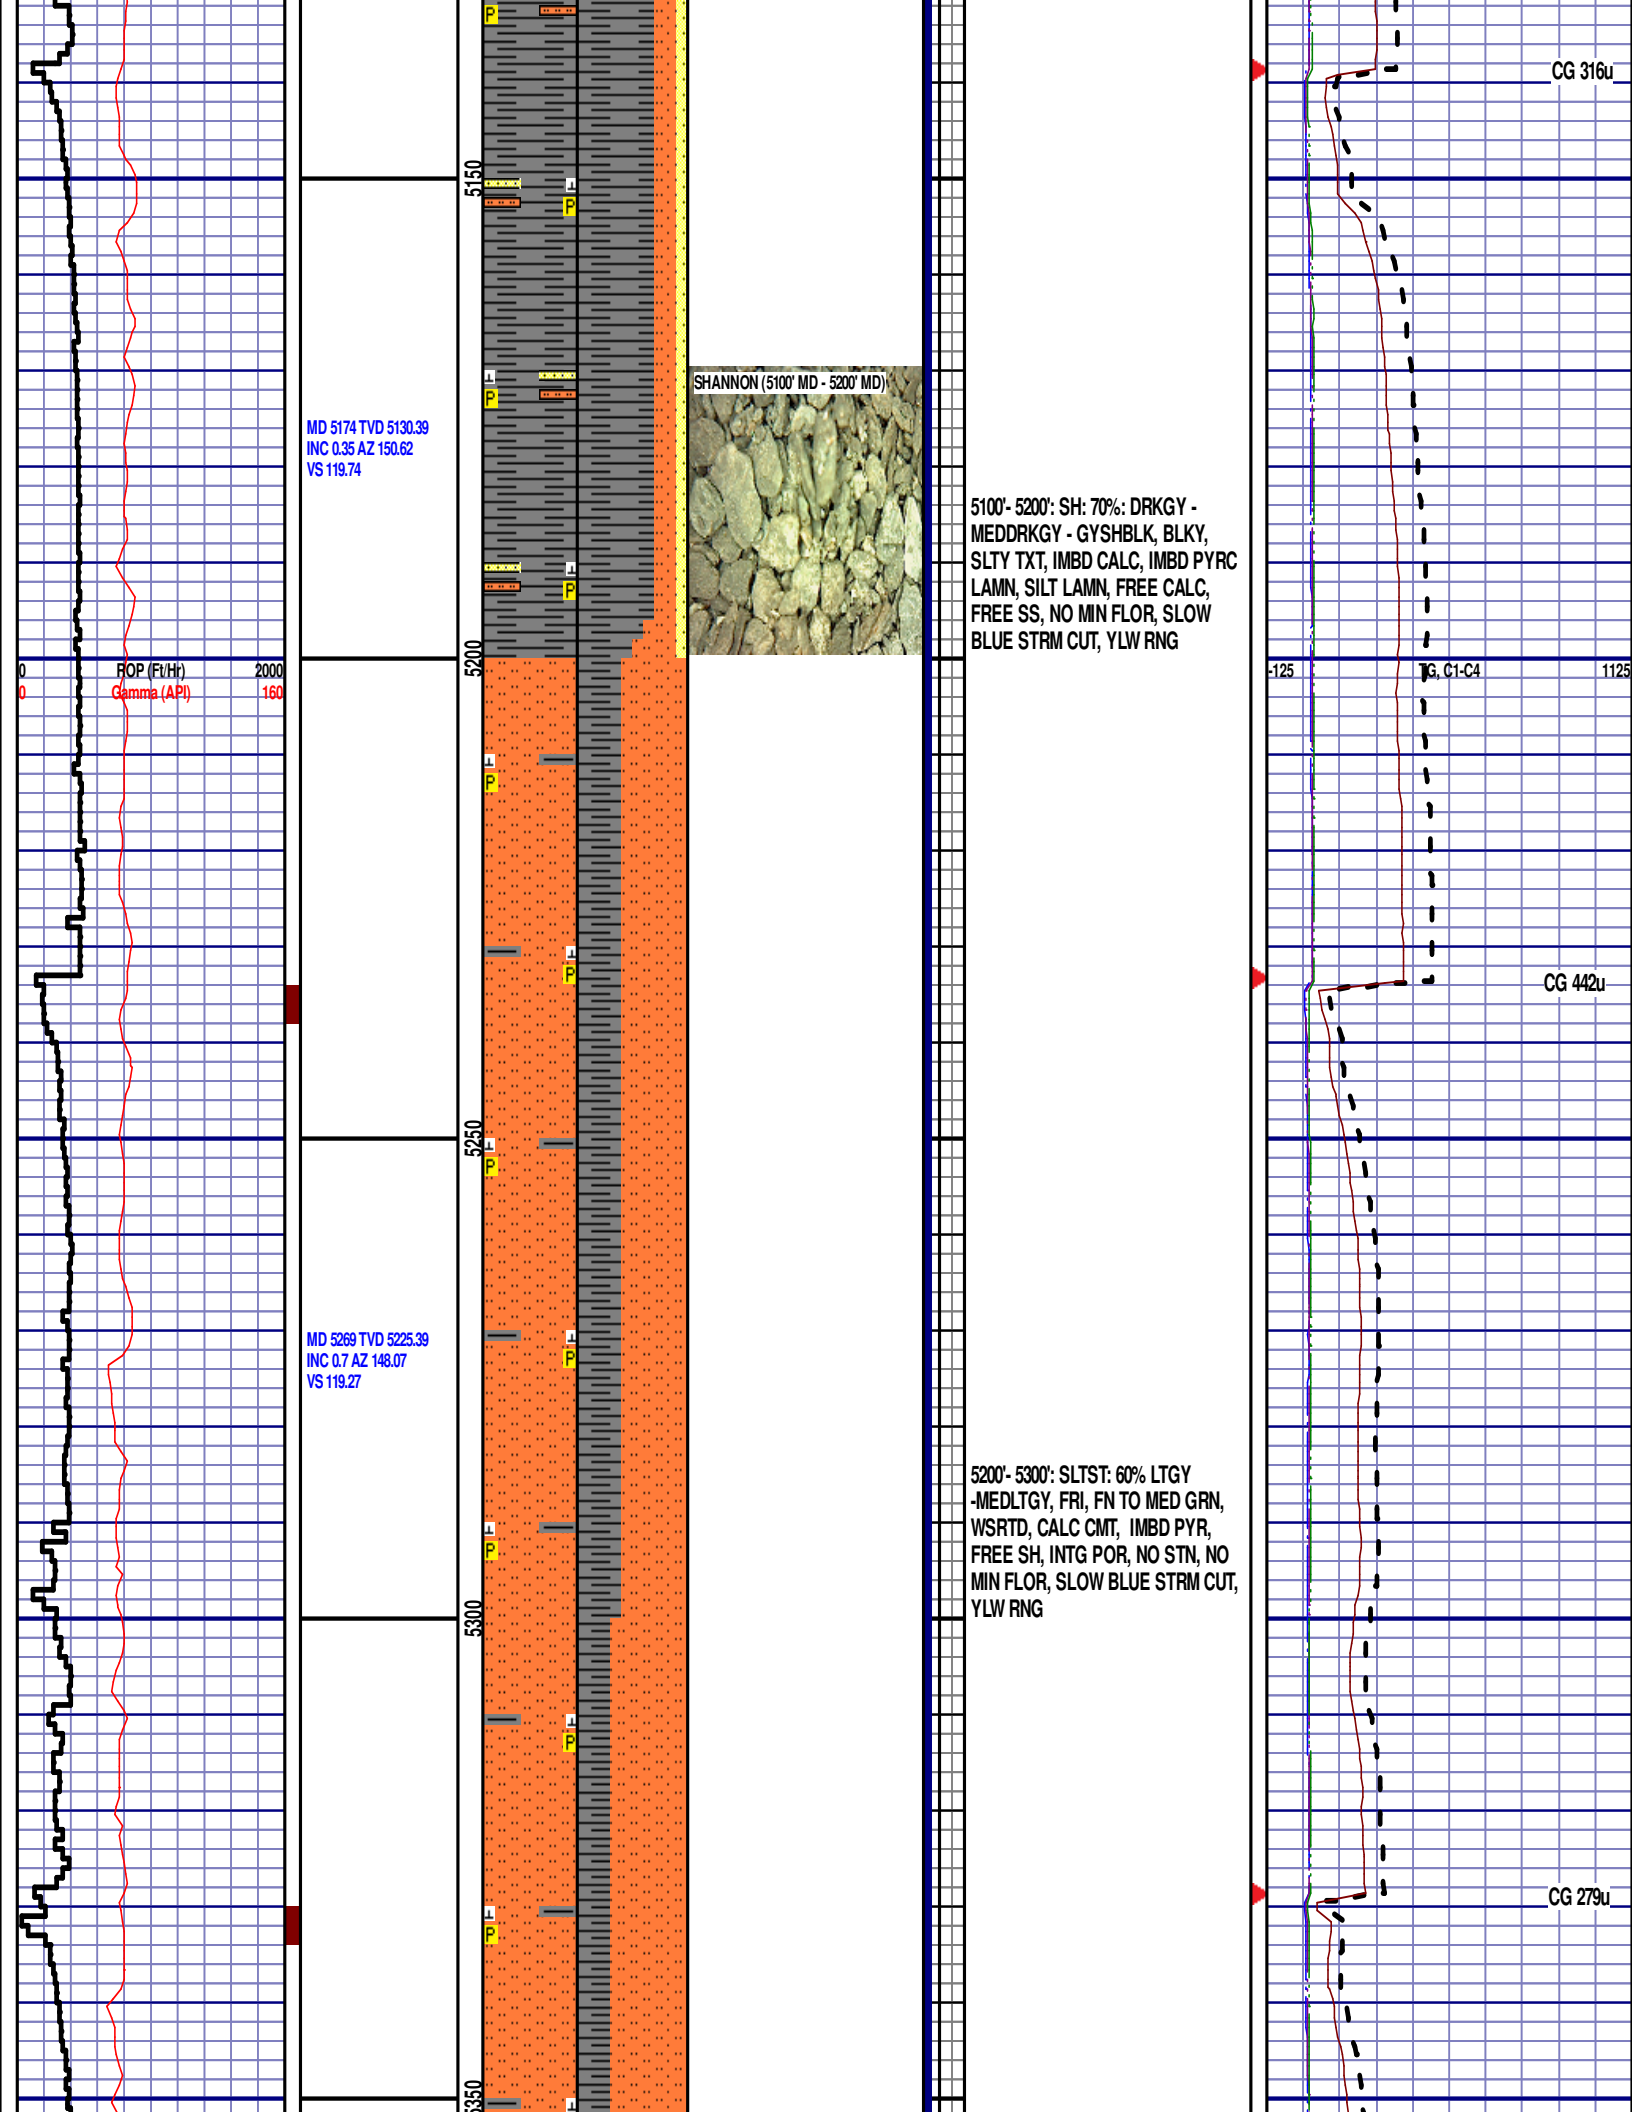 P
CG 316u
5150
P
SHANNON (5100' MD - 5200' MD)
P
MD 5174 TVD 5130.39
INC 0.35 AZ 150.62
VS 119.74
5100'- 5200': SH: 70%: DRKGY -
MEDDRKGY - GYSHBLK, BLKY,
SLTY TXT, IMBD CALC, IMBD PYRC
LAMN, SILT LAMN, FREE CALC,
FREE SS, NO MIN FLOR, SLOW
BLUE STRM CUT, YLW RNG
P
5200
0 ROP (Ft/Hr) 2000
0 Gamma (API) 160
-125 TG, C1-C4 1125
P
P
CG 442u
5250
P
MD 5269 TVD 5225.39
INC 0.7 AZ 148.07
VS 119.27
P
5200'- 5300': SLTST: 60% LTGY
-MEDLTGY, FRI, FN TO MED GRN,
WSRTD, CALC CMT, IMBD PYR,
FREE SH, INTG POR, NO STN, NO
MIN FLOR, SLOW BLUE STRM CUT,
YLW RNG
P
5300
P
CG 279u
P
5350